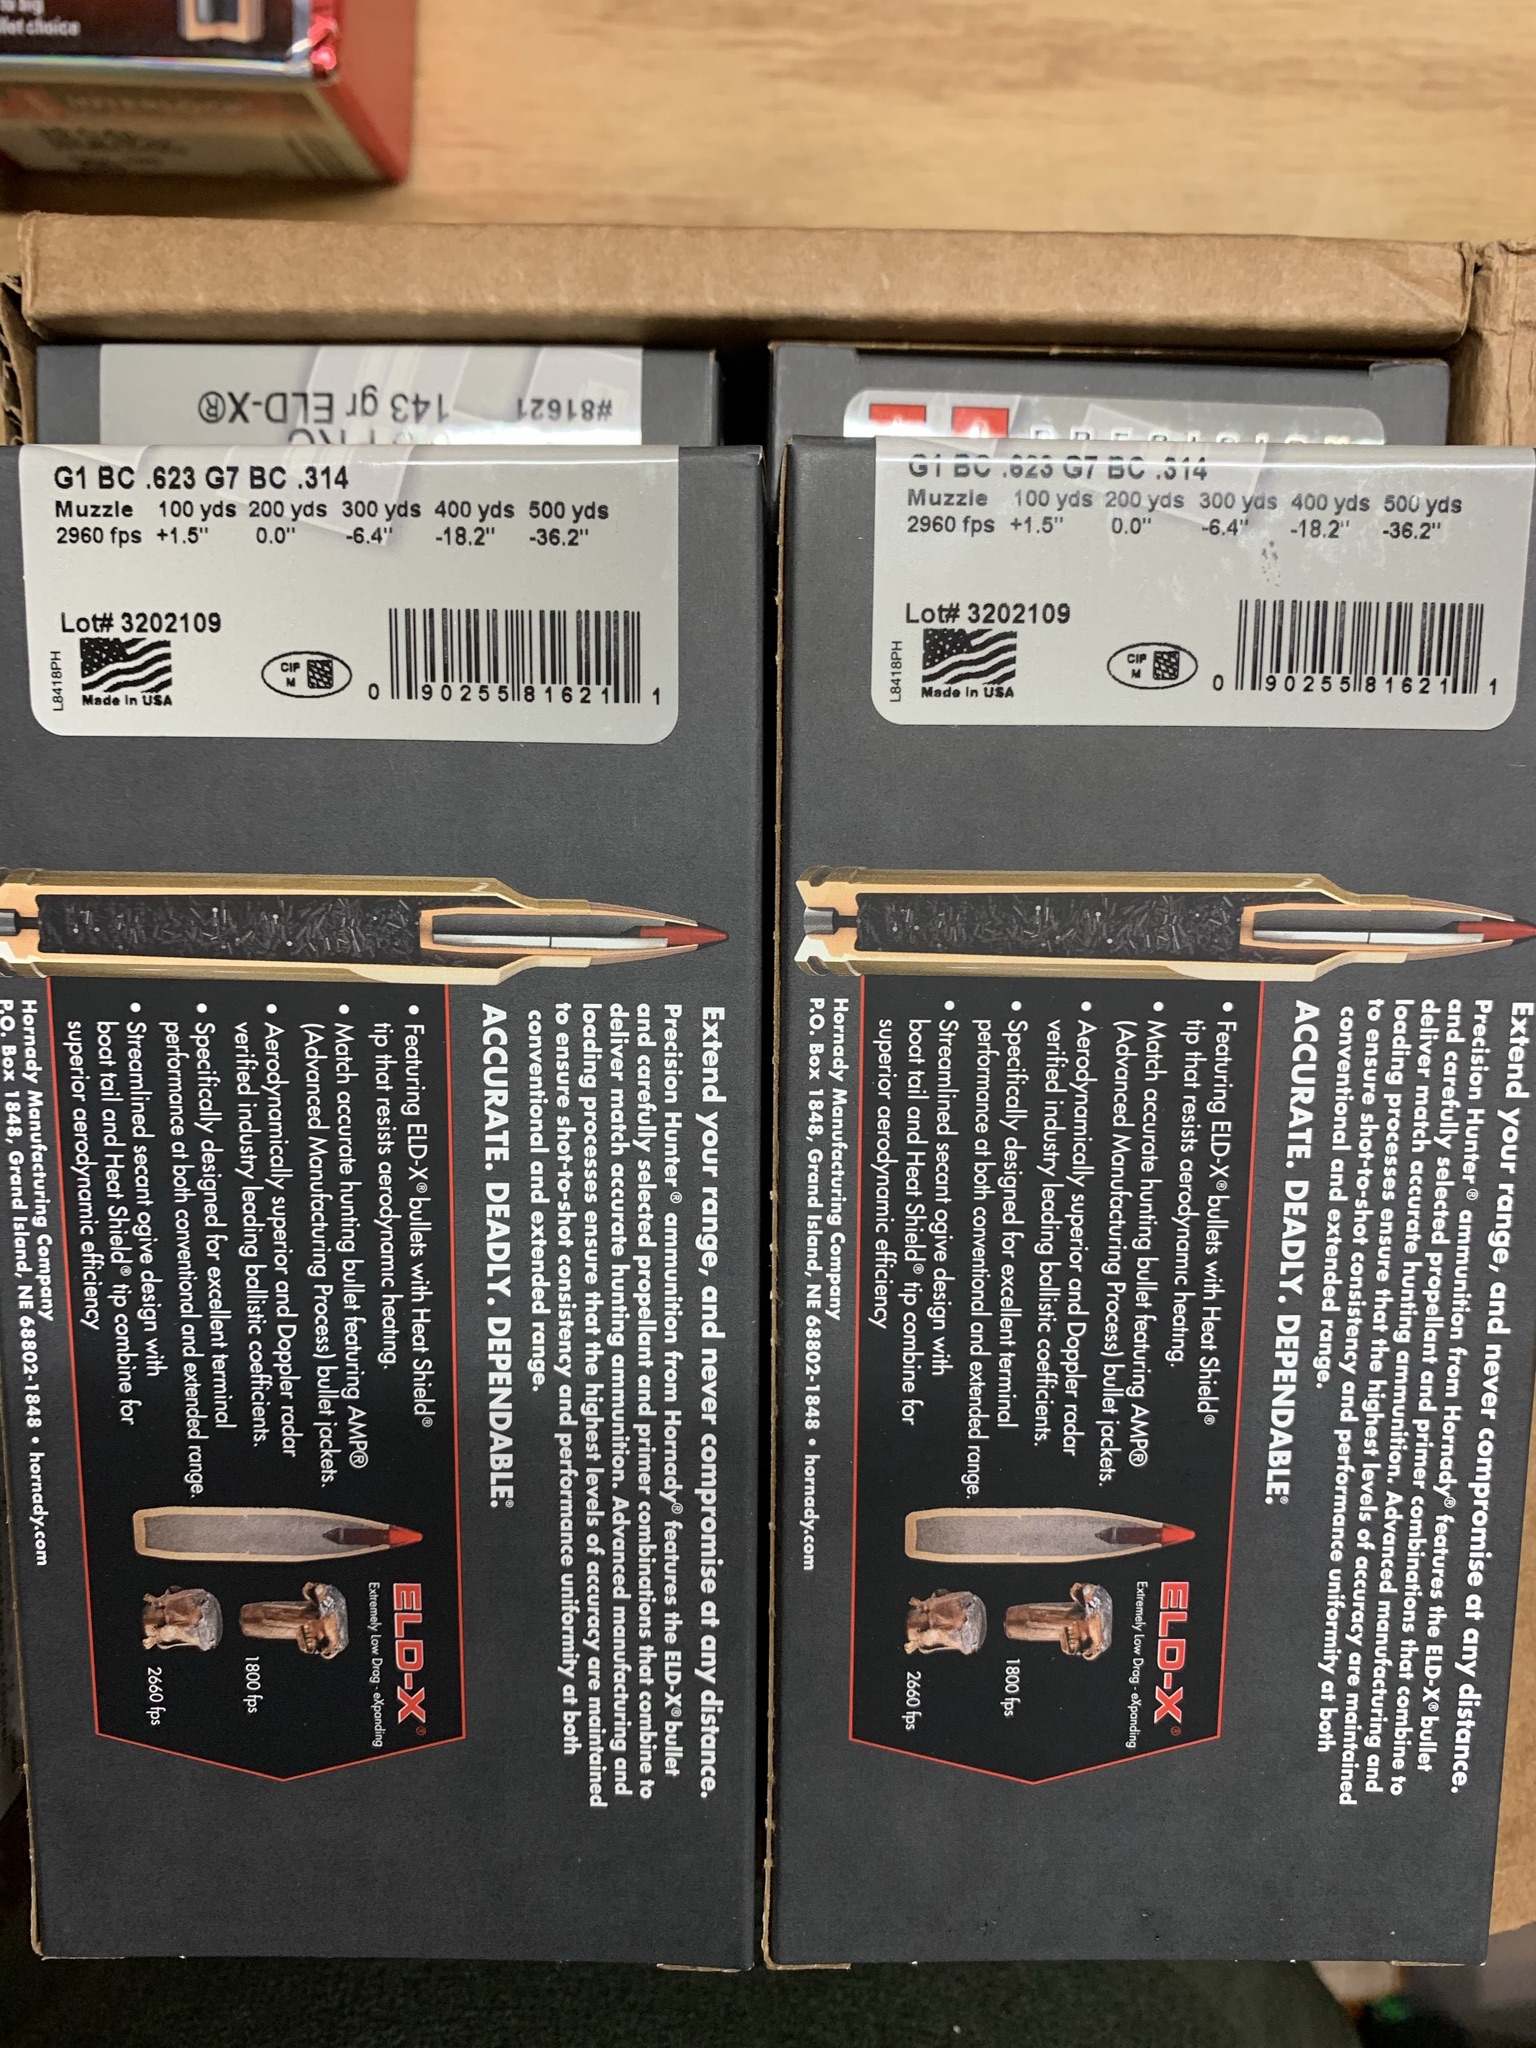 let choice
#81621
143 gr ELD-X®
PRC
PRECISION
G1 BC .623 G7 BC .314
Muzzle 100 yds 200 yds 300 yds 400 yds 500 yds
2960 fps +1.5" 0.0" -6.4" -18.2" -36.2"
Lot# 3202109
L8418PH
Made in USA
CIP
M
0 90255 81621 1
Extend your range, and never compromise at any distance.
Precision Hunter® ammunition from Hornady® features the ELD-X® bullet
and carefully selected propellant and primer combinations that combine to
deliver match accurate hunting ammunition. Advanced manufacturing and
loading processes ensure that the highest levels of accuracy are maintained
to ensure shot-to-shot consistency and performance uniformity at both
conventional and extended range.
ACCURATE. DEADLY. DEPENDABLE.®
• Featuring ELD-X® bullets with Heat Shield®
tip that resists aerodynamic heating.
• Match accurate hunting bullet featuring AMP®
(Advanced Manufacturing Process) bullet jackets.
• Aerodynamically superior and Doppler radar
verified industry leading ballistic coefficients.
• Specifically designed for excellent terminal
performance at both conventional and extended range.
• Streamlined secant ogive design with
boat tail and Heat Shield® tip combine for
superior aerodynamic efficiency
ELD-X®
Extremely Low Drag - eXpanding
1800 fps
2660 fps
Hornady Manufacturing Company
P.O. Box 1848, Grand Island, NE 68802-1848 • hornady.com
G1 BC .623 G7 BC .314
Muzzle 100 yds 200 yds 300 yds 400 yds 500 yds
2960 fps +1.5" 0.0" -6.4" -18.2" -36.2"
Lot# 3202109
L8418PH
Made in USA
CIP
M
0 90255 81621 1
Extend your range, and never compromise at any distance.
Precision Hunter® ammunition from Hornady® features the ELD-X® bullet
and carefully selected propellant and primer combinations that combine to
deliver match accurate hunting ammunition. Advanced manufacturing and
loading processes ensure that the highest levels of accuracy are maintained
to ensure shot-to-shot consistency and performance uniformity at both
conventional and extended range.
ACCURATE. DEADLY. DEPENDABLE.®
• Featuring ELD-X® bullets with Heat Shield®
tip that resists aerodynamic heating.
• Match accurate hunting bullet featuring AMP®
(Advanced Manufacturing Process) bullet jackets.
• Aerodynamically superior and Doppler radar
verified industry leading ballistic coefficients.
• Specifically designed for excellent terminal
performance at both conventional and extended range.
• Streamlined secant ogive design with
boat tail and Heat Shield® tip combine for
superior aerodynamic efficiency
ELD-X®
Extremely Low Drag - eXpanding
1800 fps
2660 fps
Hornady Manufacturing Company
P.O. Box 1848, Grand Island, NE 68802-1848 • hornady.com